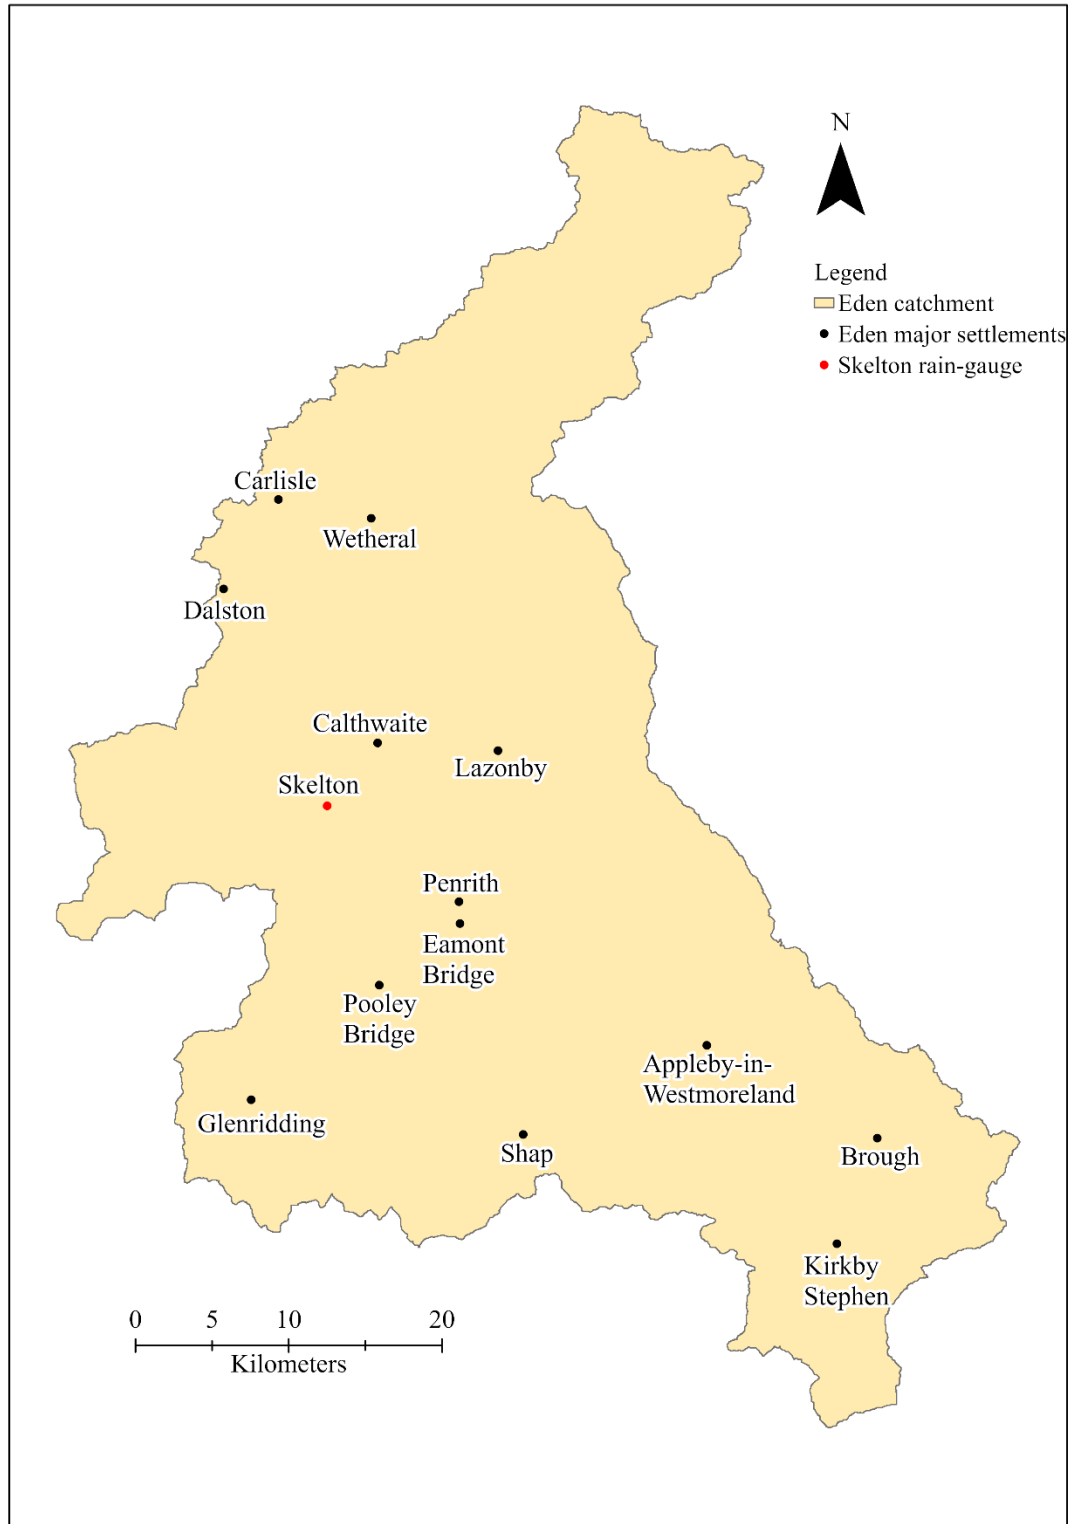 N
Legend
Eden catchment
Eden major settlements
Skelton rain-gauge
Carlisle
Wetheral
Dalston
Calthwaite
Lazonby
Skelton
Penrith
Eamont
Bridge
Pooley
Bridge
Appleby-in-
Westmoreland
Glenridding
Shap
Brough
Kirkby
Stephen
0 5 10 20
Kilometers